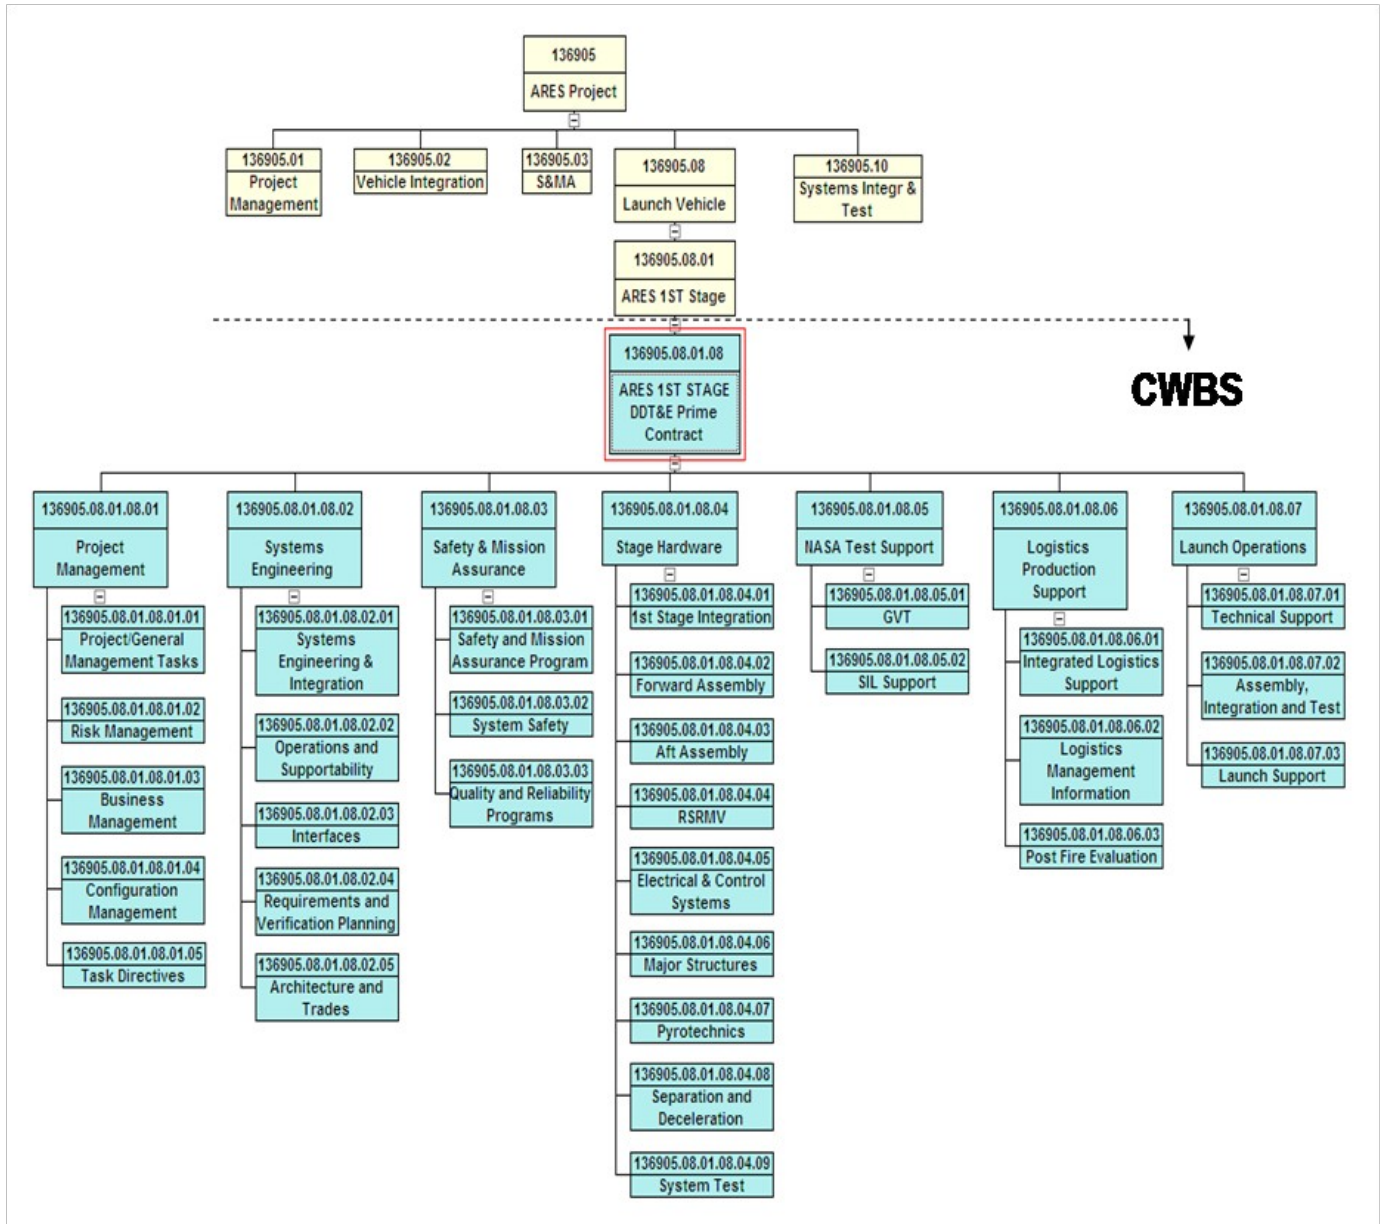 136905
ARES Project
136905.01
Project
Management
136905.02
Vehicle Integration
136905.03
S&MA
136905.08
Launch Vehicle
136905.10
Systems Integr &
Test
136905.08.01
ARES 1ST Stage
CWBS
136905.08.01.08
ARES 1ST STAGE
DDT&E Prime
Contract
136905.08.01.08.01
Project
Management
136905.08.01.08.01.01
Project/General
Management Tasks
136905.08.01.08.01.02
Risk Management
136905.08.01.08.01.03
Business
Management
136905.08.01.08.01.04
Configuration
Management
136905.08.01.08.01.05
Task Directives
136905.08.01.08.02
Systems
Engineering
136905.08.01.08.02.01
Systems
Engineering &
Integration
136905.08.01.08.02.02
Operations and
Supportability
136905.08.01.08.02.03
Interfaces
136905.08.01.08.02.04
Requirements and
Verification Planning
136905.08.01.08.02.05
Architecture and
Trades
136905.08.01.08.03
Safety & Mission
Assurance
136905.08.01.08.03.01
Safety and Mission
Assurance Program
136905.08.01.08.03.02
System Safety
136905.08.01.08.03.03
Quality and Reliability
Programs
136905.08.01.08.04
Stage Hardware
136905.08.01.08.04.01
1st Stage Integration
136905.08.01.08.04.02
Forward Assembly
136905.08.01.08.04.03
Aft Assembly
136905.08.01.08.04.04
RSRMV
136905.08.01.08.04.05
Electrical & Control
Systems
136905.08.01.08.04.06
Major Structures
136905.08.01.08.04.07
Pyrotechnics
136905.08.01.08.04.08
Separation and
Deceleration
136905.08.01.08.04.09
System Test
136905.08.01.08.05
NASA Test Support
136905.08.01.08.05.01
GVT
136905.08.01.08.05.02
SIL Support
136905.08.01.08.06
Logistics
Production
Support
136905.08.01.08.06.01
Integrated Logistics
Support
136905.08.01.08.06.02
Logistics
Management
Information
136905.08.01.08.06.03
Post Fire Evaluation
136905.08.01.08.07
Launch Operations
136905.08.01.08.07.01
Technical Support
136905.08.01.08.07.02
Assembly,
Integration and Test
136905.08.01.08.07.03
Launch Support